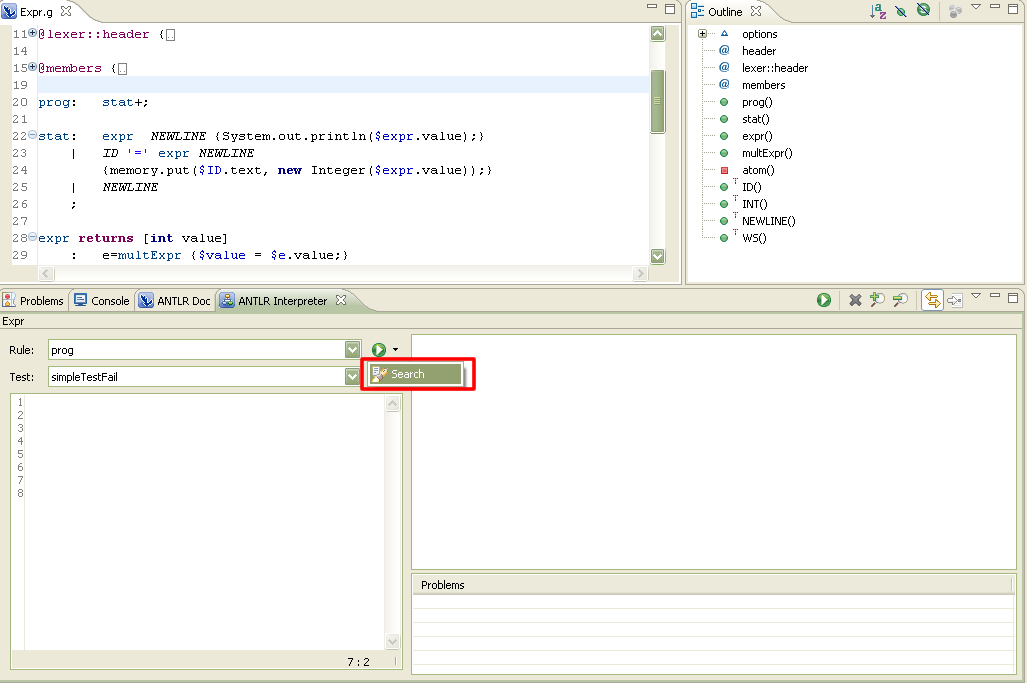 Expr.g
11 @lexer::header {
14
15 @members {
19
20 prog:   stat+;
21
22 stat:   expr  NEWLINE {System.out.println($expr.value);}
23     |   ID '=' expr NEWLINE
24         {memory.put($ID.text, new Integer($expr.value));}
25     |   NEWLINE
26     ;
27
28 expr returns [int value]
29     :   e=multExpr {$value = $e.value;}
Outline
options
header
lexer::header
members
prog()
stat()
expr()
multExpr()
atom()
T ID()
T INT()
T NEWLINE()
T WS()
Problems Console ANTLR Doc ANTLR Interpreter
Expr
Rule: prog
Test: simpleTestFail
Search
1
2
3
4
5
6
7
8
7:2
Problems